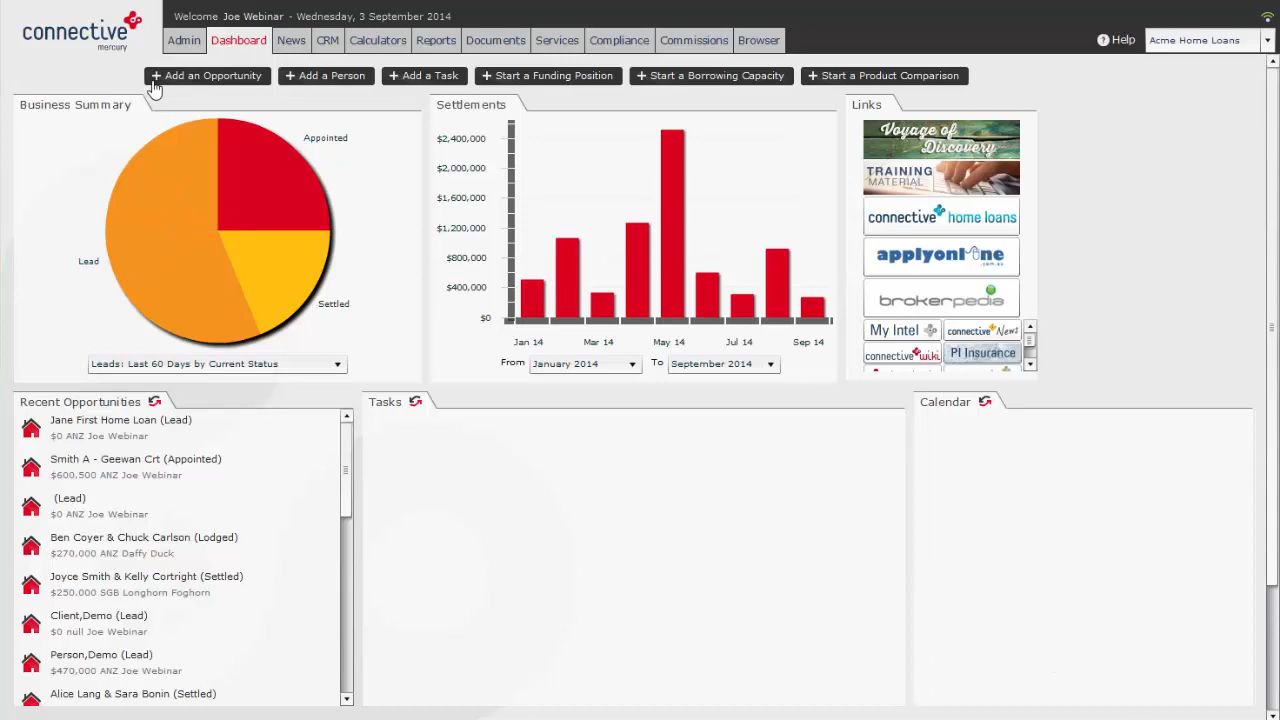 connective
mercury
Welcome Joe Webinar - Wednesday, 3 September 2014
Admin Dashboard News CRM Calculators Reports Opportunities Documents Services Compliance Commissions Browser
Help
Acme Home Loans
+ Add an Opportunity + Add a Person + Add a Task + Start a Funding Position + Start a Borrowing Capacity + Start a Product Comparison
Business Summary
Appointed
Lead
Settled
Leads: Last 60 Days by Current Status
Settlements
$2,400,000
$2,000,000
$1,600,000
$1,200,000
$800,000
$400,000
$0
Jan 14 Mar 14 May 14 Jul 14 Sep 14
From January 2014 To September 2014
Links
Voyage of
Discovery
TRAINING
MATERIAL
connective home loans
applyonline
.com.au
brokerpedia
My Intel connective News
connective wiki PI Insurance
Recent Opportunities
Jane First Home Loan (Lead)
$0 ANZ Joe Webinar
Smith A - Geewan Crt (Appointed)
$600,500 ANZ Joe Webinar
(Lead)
$0 ANZ Joe Webinar
Ben Coyer & Chuck Carlson (Lodged)
$270,000 ANZ Daffy Duck
Joyce Smith & Kelly Cortright (Settled)
$250,000 SGB Longhorn Foghorn
Client,Demo (Lead)
$0 null Joe Webinar
Person,Demo (Lead)
$470,000 ANZ Joe Webinar
Alice Lang & Sara Bonin (Settled)
Tasks
Calendar